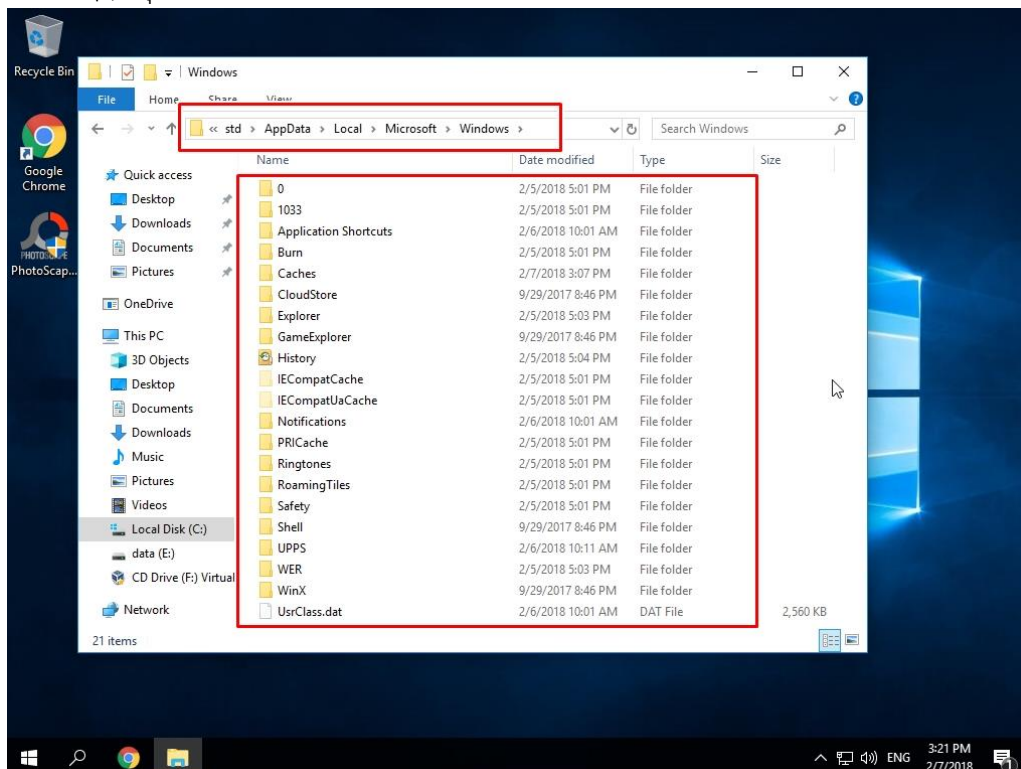 Recycle Bin
Google
Chrome
PhotoScap...
Windows
File Home Share View
« std > AppData > Local > Microsoft > Windows >
Search Windows
Name Date modified Type Size
Quick access
Desktop
Downloads
Documents
Pictures
OneDrive
This PC
3D Objects
Desktop
Documents
Downloads
Music
Pictures
Videos
Local Disk (C:)
data (E:)
CD Drive (F:) Virtual
Network
0 2/5/2018 5:01 PM File folder
1033 2/5/2018 5:01 PM File folder
Application Shortcuts 2/6/2018 10:01 AM File folder
Burn 2/5/2018 5:01 PM File folder
Caches 2/7/2018 3:07 PM File folder
CloudStore 9/29/2017 8:46 PM File folder
Explorer 2/5/2018 5:03 PM File folder
GameExplorer 9/29/2017 8:46 PM File folder
History 2/5/2018 5:04 PM File folder
IECompatCache 2/5/2018 5:01 PM File folder
IECompatUaCache 2/5/2018 5:01 PM File folder
Notifications 2/6/2018 10:01 AM File folder
PRICache 2/5/2018 5:01 PM File folder
Ringtones 2/5/2018 5:01 PM File folder
RoamingTiles 2/5/2018 5:01 PM File folder
Safety 2/5/2018 5:01 PM File folder
Shell 9/29/2017 8:46 PM File folder
UPPS 2/6/2018 10:11 AM File folder
WER 2/5/2018 5:03 PM File folder
WinX 9/29/2017 8:46 PM File folder
UsrClass.dat 2/6/2018 10:01 AM DAT File 2,560 KB
21 items
ENG
3:21 PM
2/7/2018
1